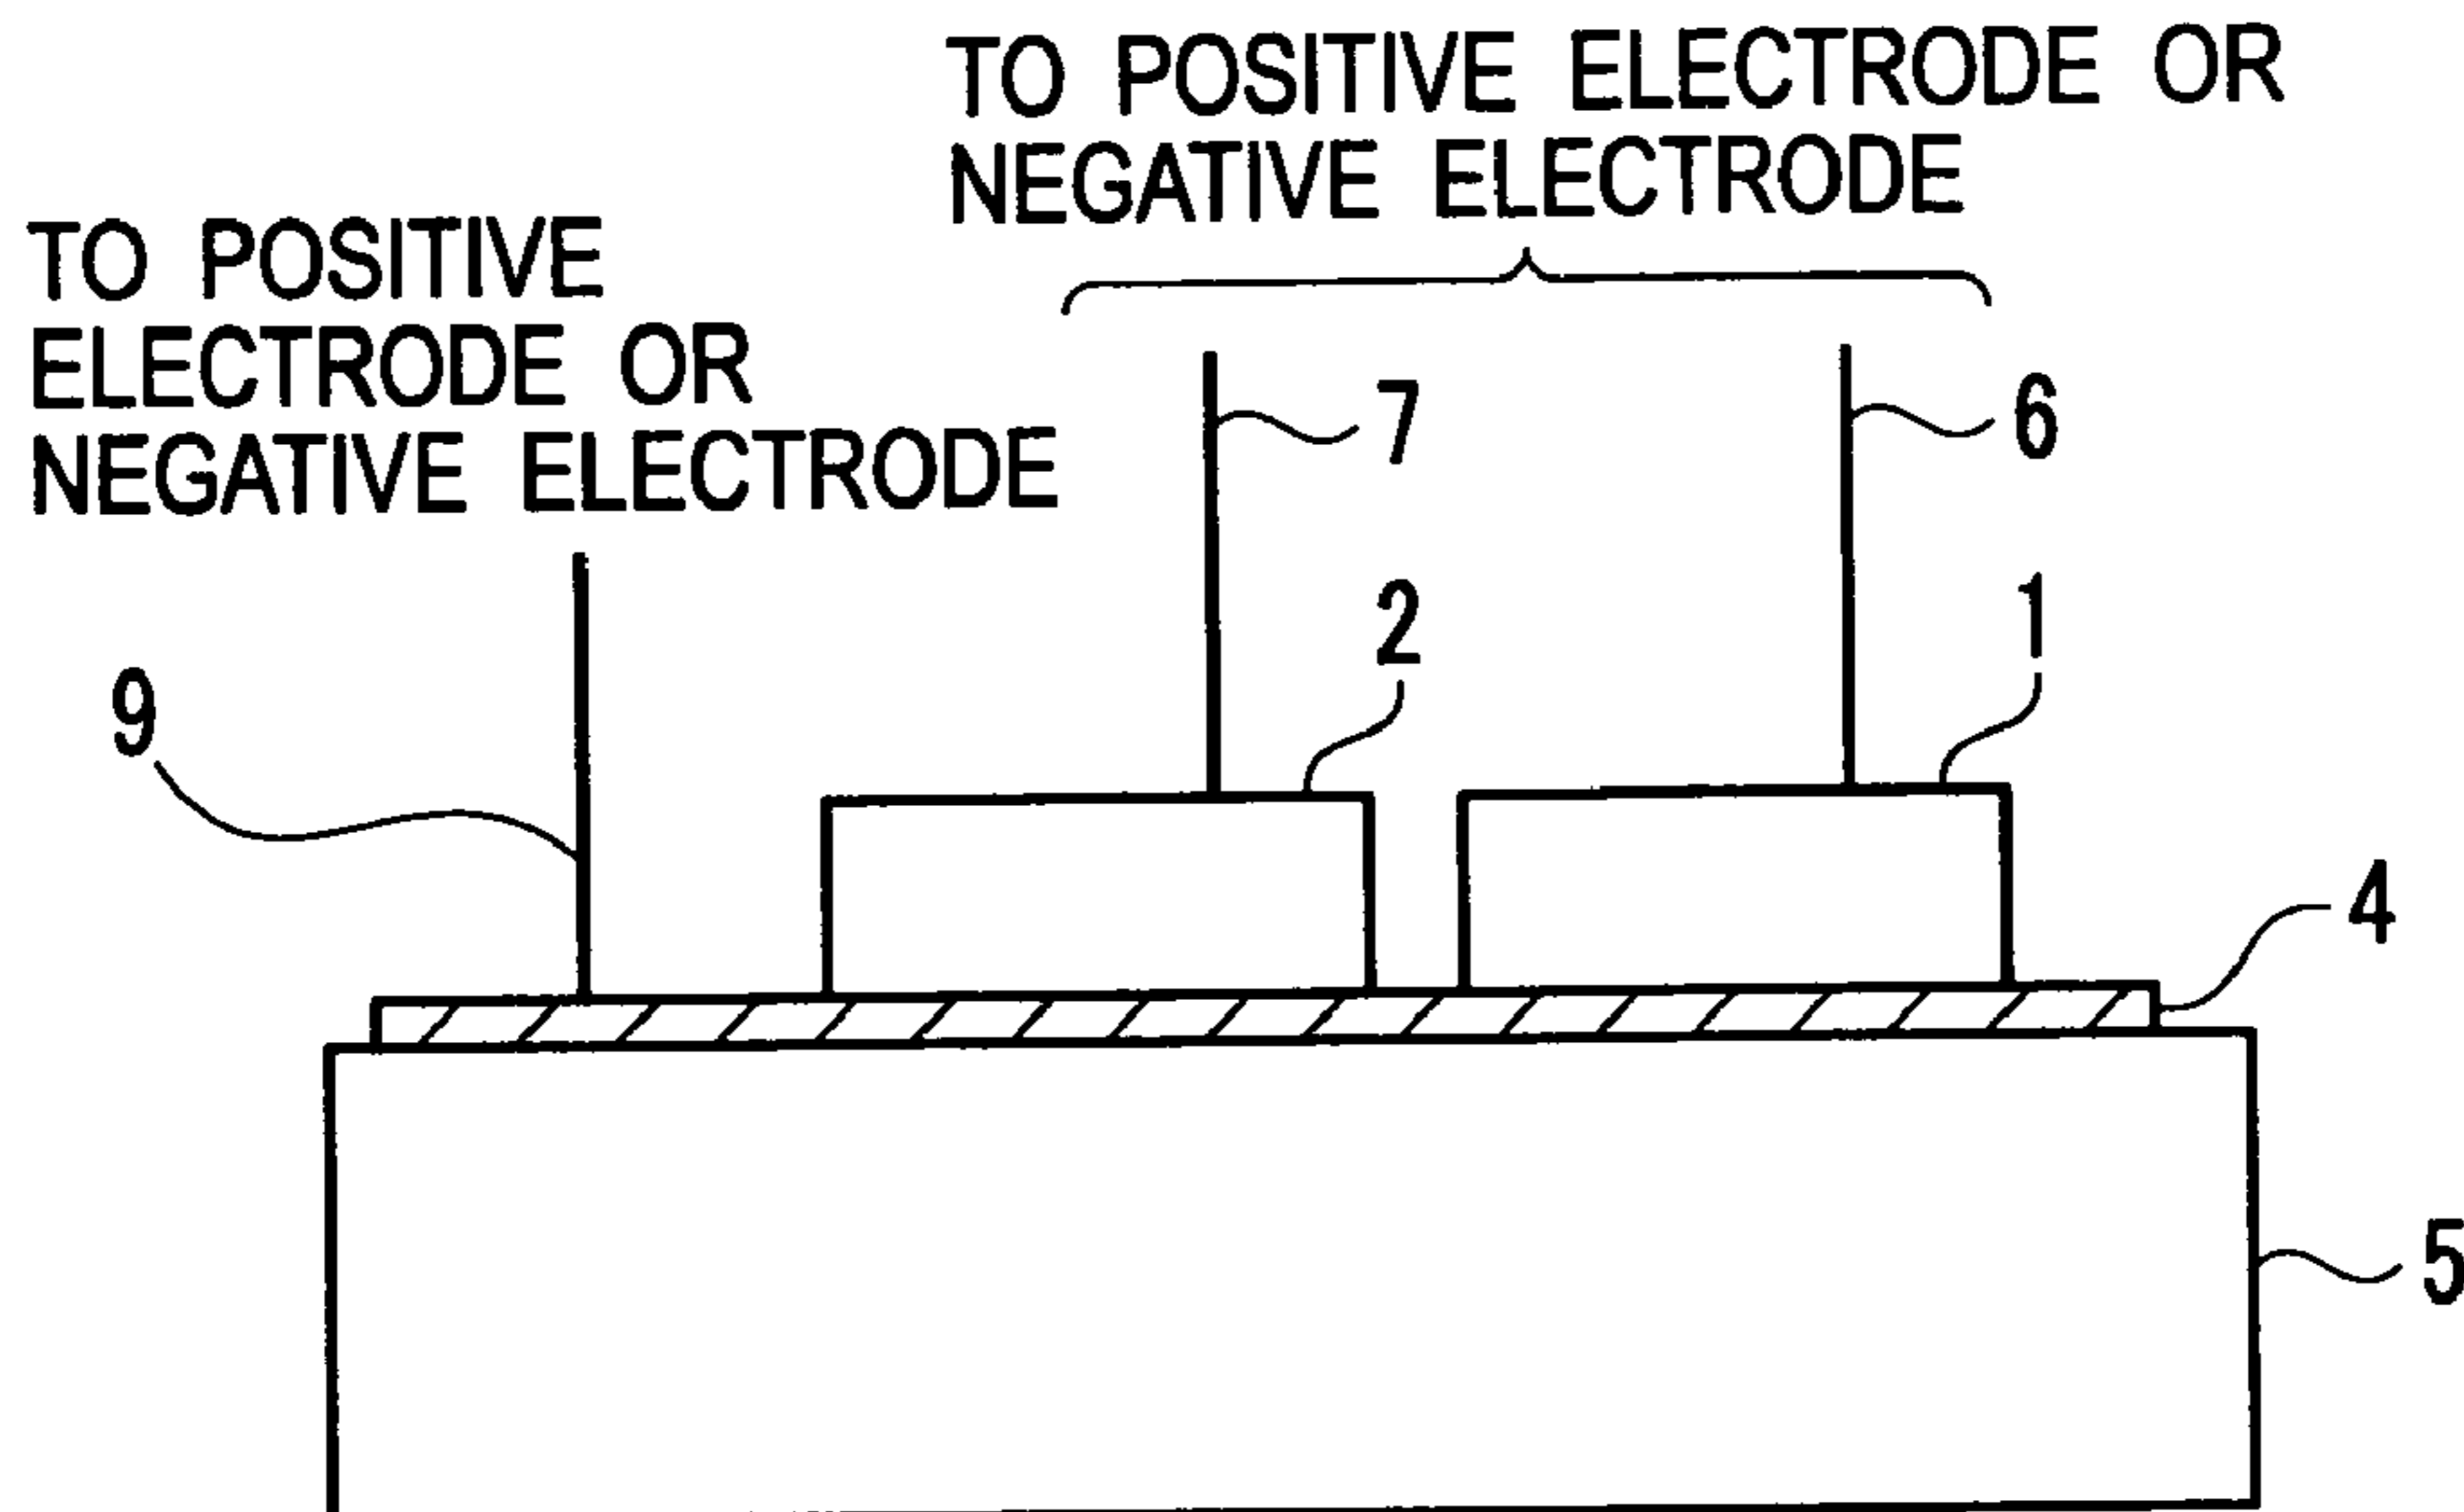 TO POSITIVE ELECTRODE OR
NEGATIVE ELECTRODE
TO POSITIVE
ELECTRODE OR
NEGATIVE ELECTRODE
7
6
2
1
9
4
5